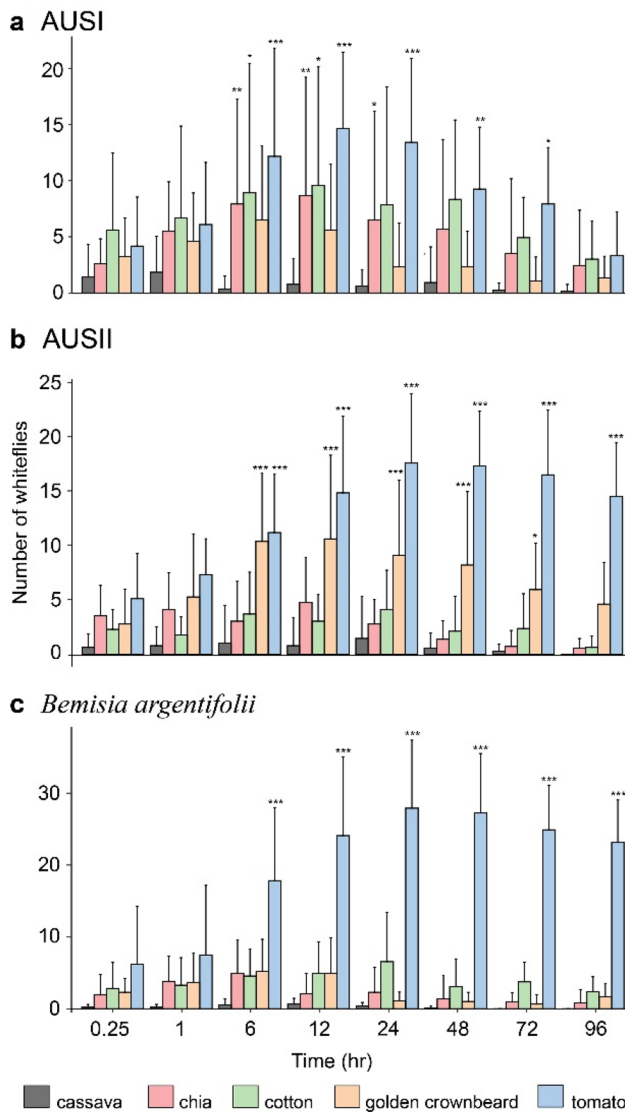 a AUSI
20
15
10
5
0
** * *** ** * *** * *** ** *
b AUSII
25
20
15
10
5
0
*** *** *** *** *** *** *** *** * *** ***
c Bemisia argentifolii
30
20
10
0
*** *** *** *** *** ***
Number of whiteflies
0.25 1 6 12 24 48 72 96
Time (hr)
cassava chia cotton golden crownbeard tomato